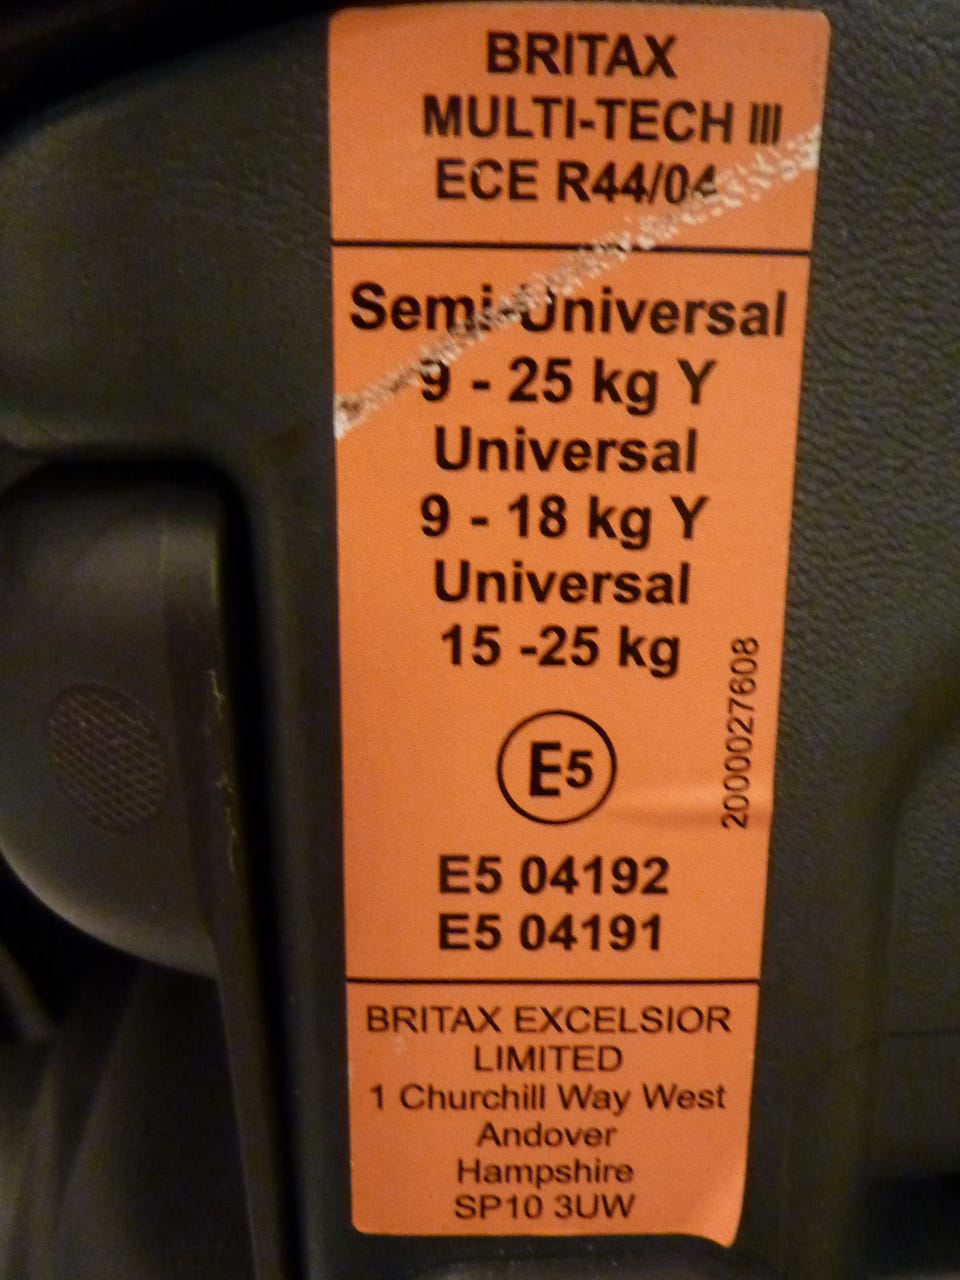 BRITAX
MULTI-TECH III
ECE R44/04
Semi-Universal
9 - 25 kg Y
Universal
9 - 18 kg Y
Universal
15 -25 kg
2000027608
E5
E5 04192
E5 04191
BRITAX EXCELSIOR
LIMITED
1 Churchill Way West
Andover
Hampshire
SP10 3UW